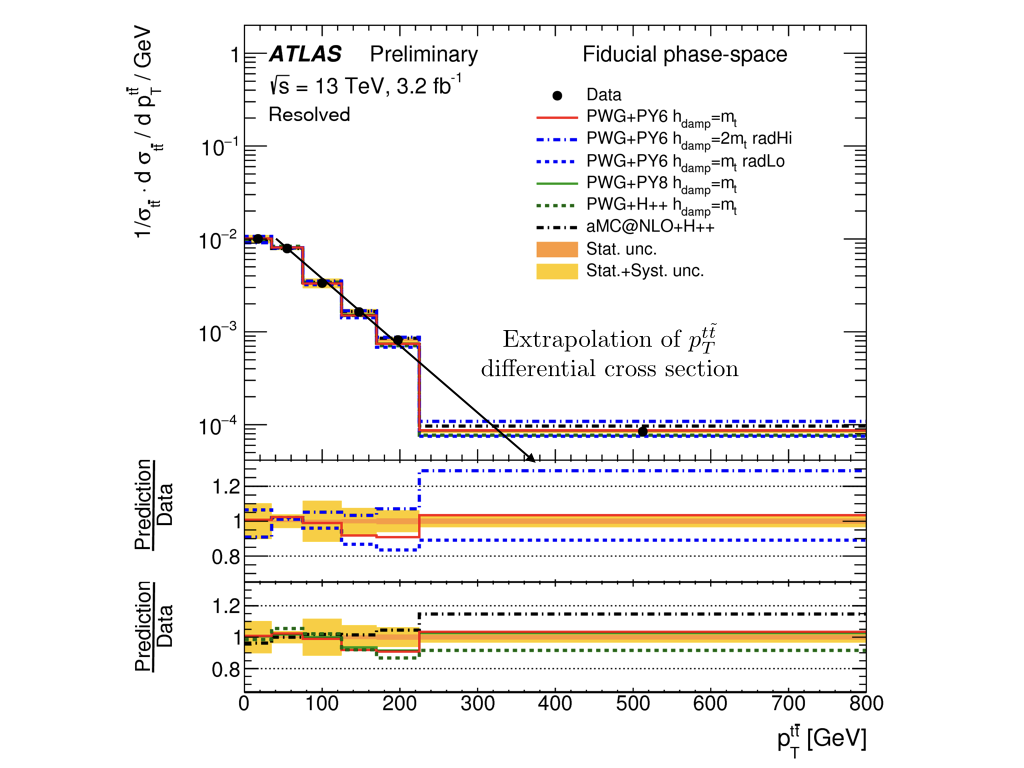 ATLAS Preliminary
√s = 13 TeV, 3.2 fb⁻¹
Resolved
Fiducial phase-space
Data
PWG+PY6 h_damp=m_t
PWG+PY6 h_damp=2m_t radHi
PWG+PY6 h_damp=m_t radLo
PWG+PY8 h_damp=m_t
PWG+H++ h_damp=m_t
aMC@NLO+H++
Stat. unc.
Stat.+Syst. unc.
1/σ_tt̄ · d σ_tt̄ / d p_T^tt̄ / GeV
1
10⁻¹
10⁻²
10⁻³
10⁻⁴
Extrapolation of p_T^tt̃
differential cross section
Prediction
Data
1.2
1
0.8
Prediction
Data
1.2
1
0.8
0 100 200 300 400 500 600 700 800
p_T^tt̄ [GeV]